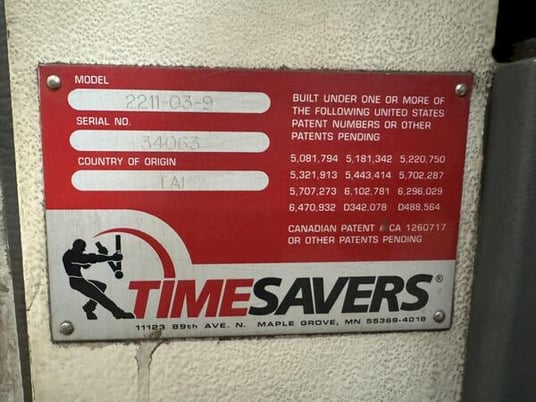 MODEL
2211-03-9
SERIAL NO.
34063
COUNTRY OF ORIGIN
TAI
BUILT UNDER ONE OR MORE OF
THE FOLLOWING UNITED STATES
PATENT NUMBERS OR OTHER
PATENTS PENDING
5,081,794 5,181,342 5,220,750
5,321,913 5,443,414 5,702,287
5,707,273 6,102,781 6,296,029
6,470,932 D342,078 D488,564
CANADIAN PATENT # CA 1260717
OR OTHER PATENTS PENDING
TIMESAVERS®
11123 89th AVE. N. MAPLE GROVE, MN 55369-4019